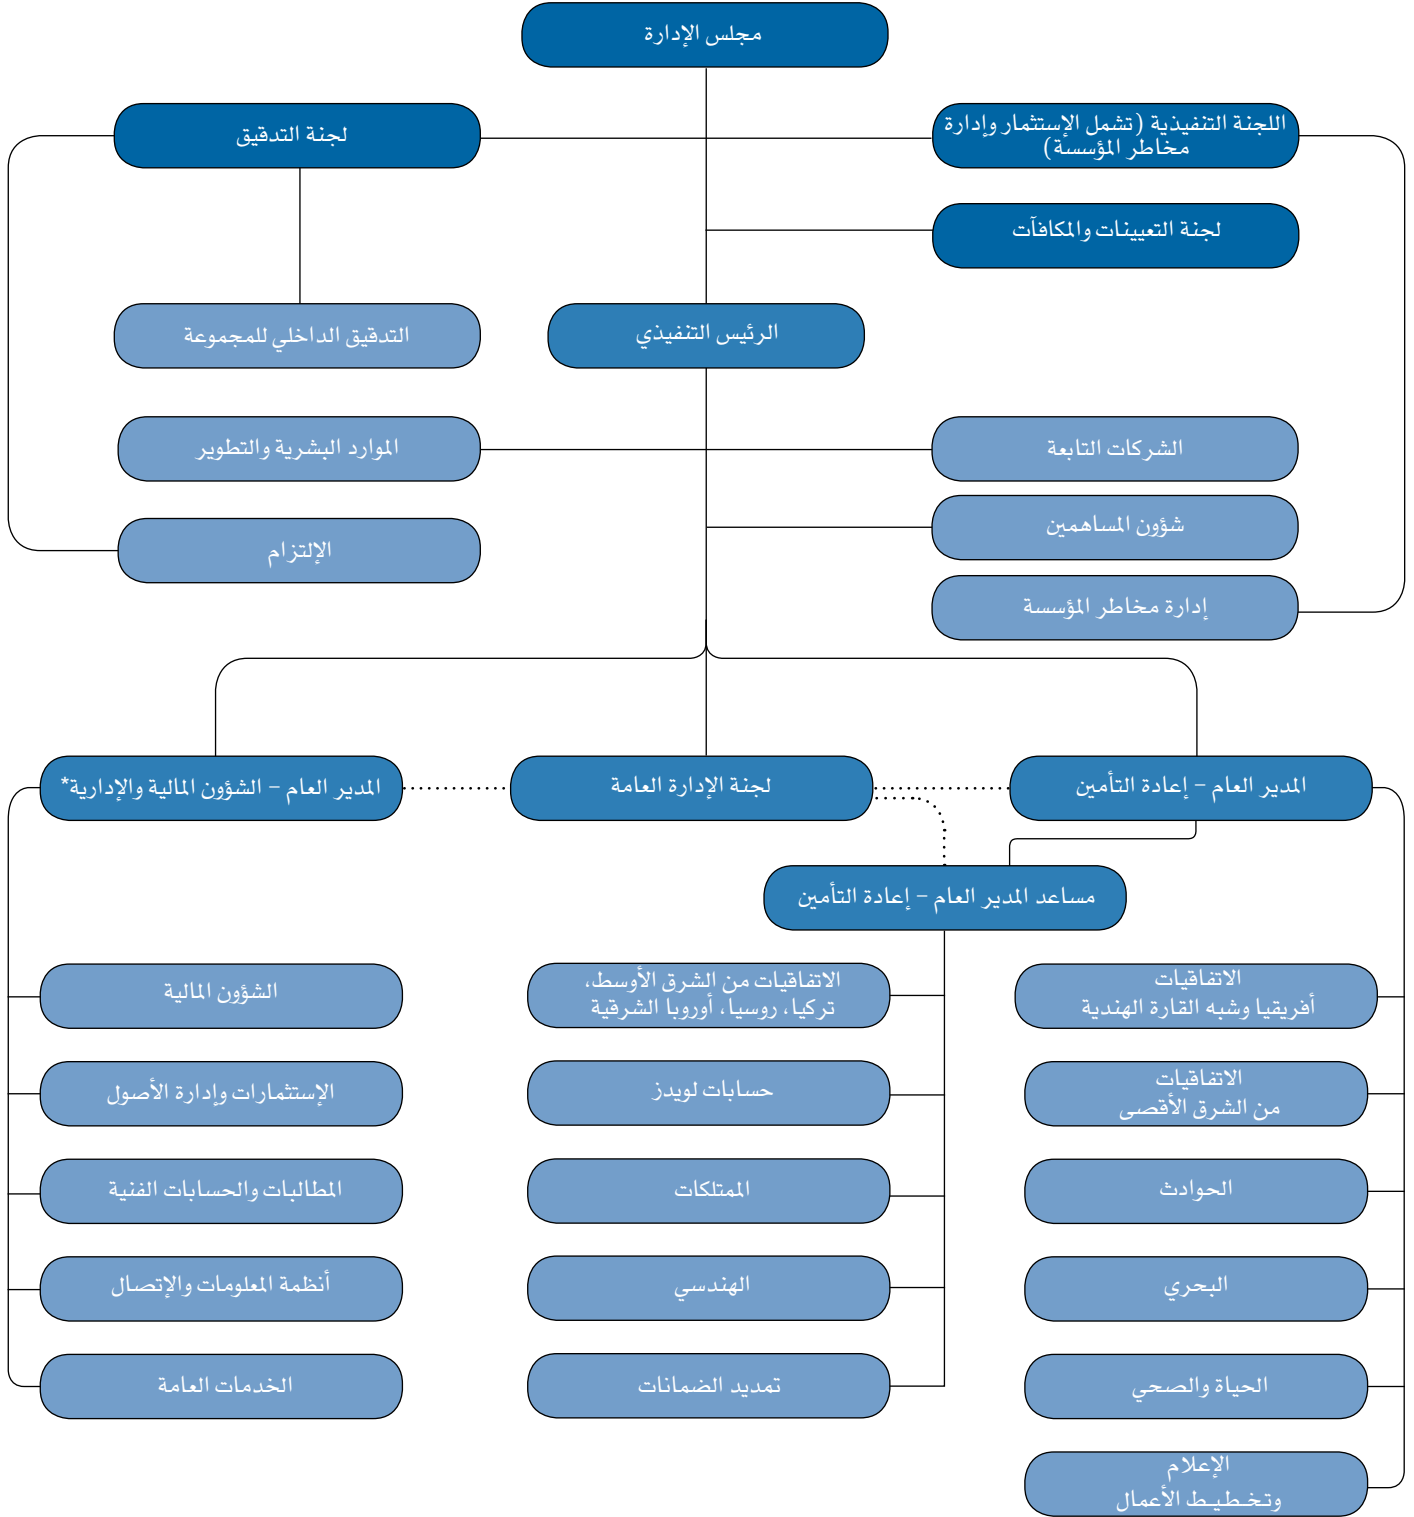 مجلس الإدارة
اللجنة التنفيذية (تشمل الإستثمار وإدارة
مخاطر المؤسسة)
لجنة التدقيق
لجنة التعيينات والمكافآت
الرئيس التنفيذي
التدقيق الداخلي للمجموعة
الشركات التابعة
الموارد البشرية والتطوير
شؤون المساهمين
الإلتزام
إدارة مخاطر المؤسسة
المدير العام – إعادة التأمين
لجنة الإدارة العامة
المدير العام – الشؤون المالية والإدارية*
مساعد المدير العام – إعادة التأمين
الاتفاقيات
أفريقيا وشبه القارة الهندية
الاتفاقيات
من الشرق الأقصى
الحوادث
البحري
الحياة والصحي
الإعلام
وتخطيط الأعمال
الاتفاقيات من الشرق الأوسط،
تركيا، روسيا، أوروبا الشرقية
حسابات لويدز
الممتلكات
الهندسي
تمديد الضمانات
الشؤون المالية
الإستثمارات وإدارة الأصول
المطالبات والحسابات الفنية
أنظمة المعلومات والإتصال
الخدمات العامة